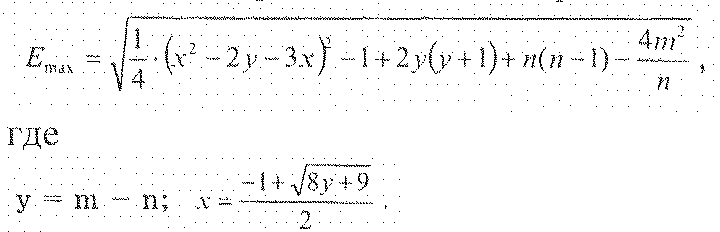 E_max = √(1/4 · (x² − 2y − 3x)² − 1 + 2y(y + 1) + n(n − 1) − 4m²/n) ,
где
y = m − n; x = (−1 + √(8y + 9))/2 .